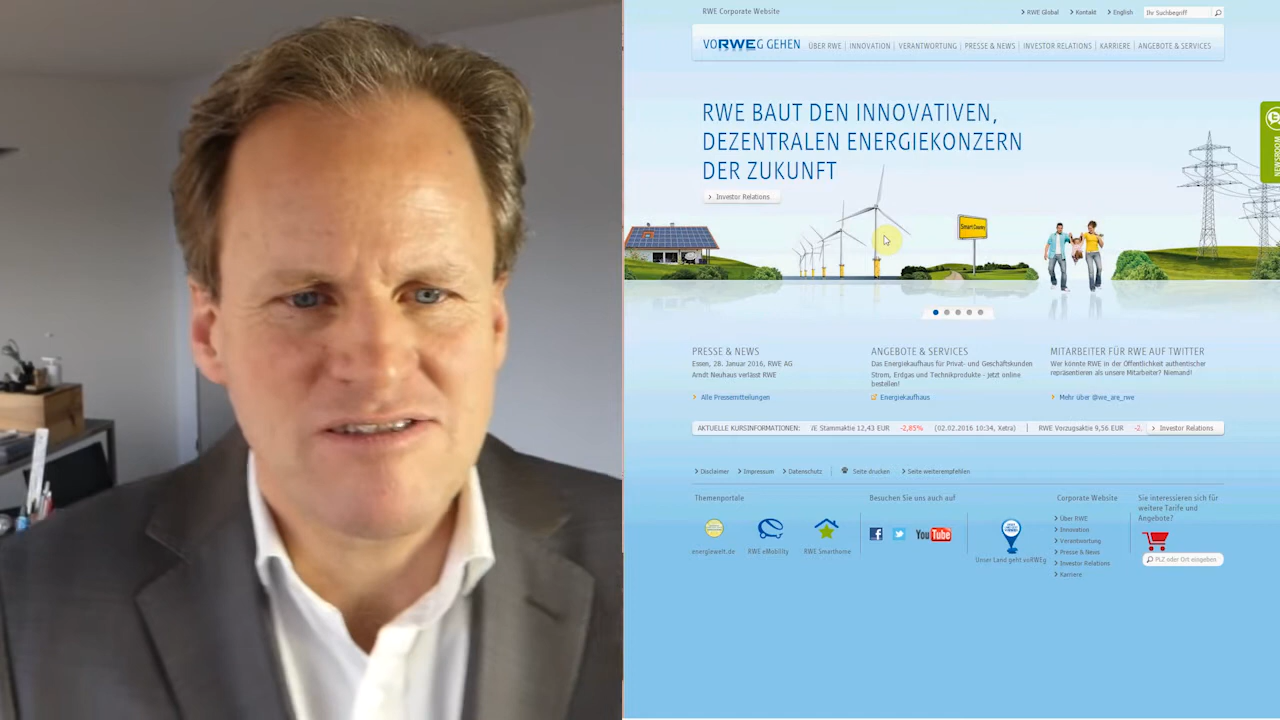 RWE Corporate Website
RWE Global
Kontakt
English
Ihr Suchbegriff
VORWEG GEHEN
ÜBER RWE
INNOVATION
VERANTWORTUNG
PRESSE & NEWS
INVESTOR RELATIONS
KARRIERE
ANGEBOTE & SERVICES
RWE BAUT DEN INNOVATIVEN,
DEZENTRALEN ENERGIEKONZERN
DER ZUKUNFT
Investor Relations
Smart Country
PRESSE & NEWS
Essen, 28. Januar 2016, RWE AG
Arndt Neuhaus verlässt RWE
Alle Pressemitteilungen
ANGEBOTE & SERVICES
Das Energiekaufhaus für Privat- und Geschäftskunden
Strom, Erdgas und Technikprodukte - jetzt online
bestellen!
Energiekaufhaus
MITARBEITER FÜR RWE AUF TWITTER
Wer könnte RWE in der Öffentlichkeit authentischer
repräsentieren als unsere Mitarbeiter? Niemand!
Mehr über @we_are_rwe
AKTUELLE KURSINFORMATIONEN: WE Stammaktie 12,43 EUR -2,85% (02.02.2016 10:34, Xetra) | RWE Vorzugsaktie 9,56 EUR -2, Investor Relations
Disclaimer
Impressum
Datenschutz
Seite drucken
Seite weiterempfehlen
Themenportale
energiewelt.de
RWE eMobility
RWE Smarthome
Besuchen Sie uns auch auf
You Tube
Unser Land geht voRWEg
Corporate Website
Über RWE
Innovation
Verantwortung
Presse & News
Investor Relations
Karriere
Sie interessieren sich für
weitere Tarife und
Angebote?
PLZ oder Ort eingeben